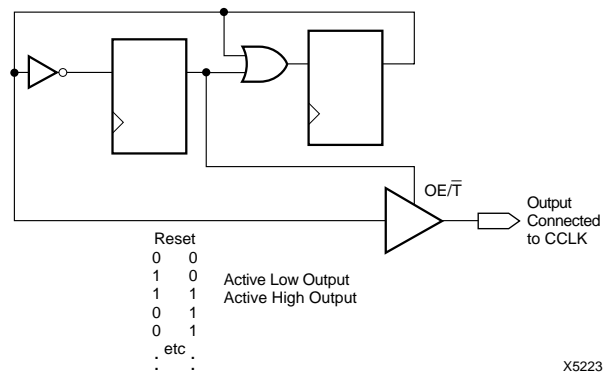 OE/T̅
Output
Connected
to CCLK
Reset
0 0
1 0
1 1
0 1
0 1
etc
. .
. .
Active Low Output
Active High Output
X5223